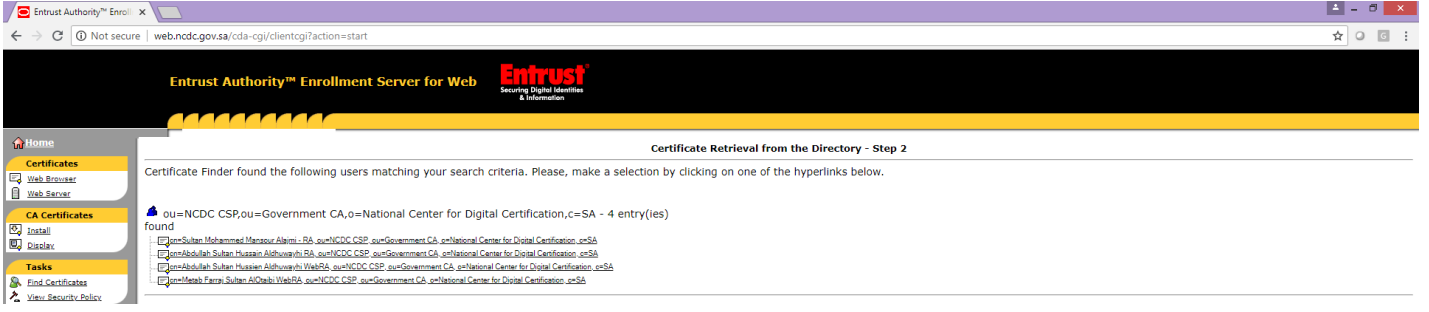 Entrust Authority™ Enroll
Not secure | web.ncdc.gov.sa/cda-cgi/clientcgi?action=start
Entrust Authority™ Enrollment Server for Web
Entrust®
Securing Digital Identities
& Information
Home
Certificates
Web Browser
Web Server
CA Certificates
Install
Display
Tasks
Find Certificates
View Security Policy
Certificate Retrieval from the Directory - Step 2
Certificate Finder found the following users matching your search criteria. Please, make a selection by clicking on one of the hyperlinks below.
ou=NCDC CSP,ou=Government CA,o=National Center for Digital Certification,c=SA - 4 entry(ies)
found
cn=Sultan Mohammed Mansour Alajmi - RA, ou=NCDC CSP, ou=Government CA, o=National Center for Digital Certification, c=SA
cn=Abdullah Sultan Hussain Aldhuwayhi RA, ou=NCDC CSP, ou=Government CA, o=National Center for Digital Certification, c=SA
cn=Abdullah Sultan Hussien Aldhuwayhi WebRA, ou=NCDC CSP, ou=Government CA, o=National Center for Digital Certification, c=SA
cn=Metab Farraj Sultan AlOtaibi WebRA, ou=NCDC CSP, ou=Government CA, o=National Center for Digital Certification, c=SA